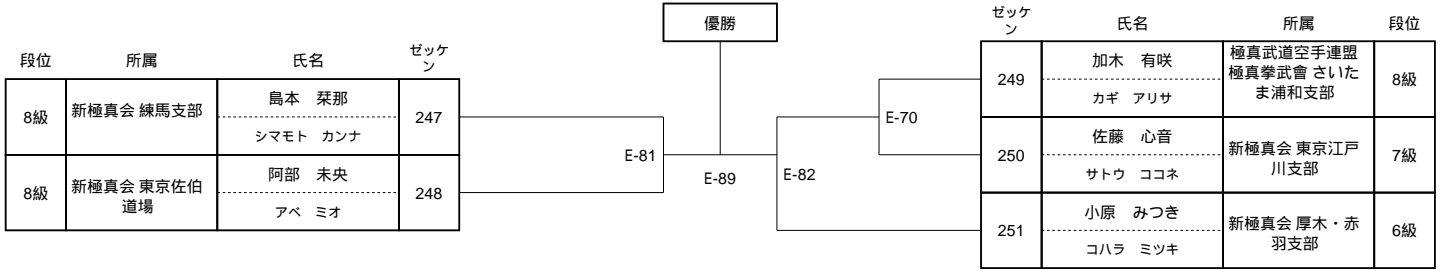 優勝
段位
所属
氏名
ゼッケ
ン
8級
新極真会 練馬支部
島本　栞那
シマモト　カンナ
247
8級
新極真会 東京佐伯
道場
阿部　未央
アベ　ミオ
248
E-81
E-89
E-82
E-70
ゼッケ
ン
氏名
所属
段位
249
加木　有咲
カギ　アリサ
極真武道空手連盟
極真拳武會 さいた
ま浦和支部
8級
250
佐藤　心音
サトウ　ココネ
新極真会 東京江戸
川支部
7級
251
小原　みつき
コハラ　ミツキ
新極真会 厚木・赤
羽支部
6級